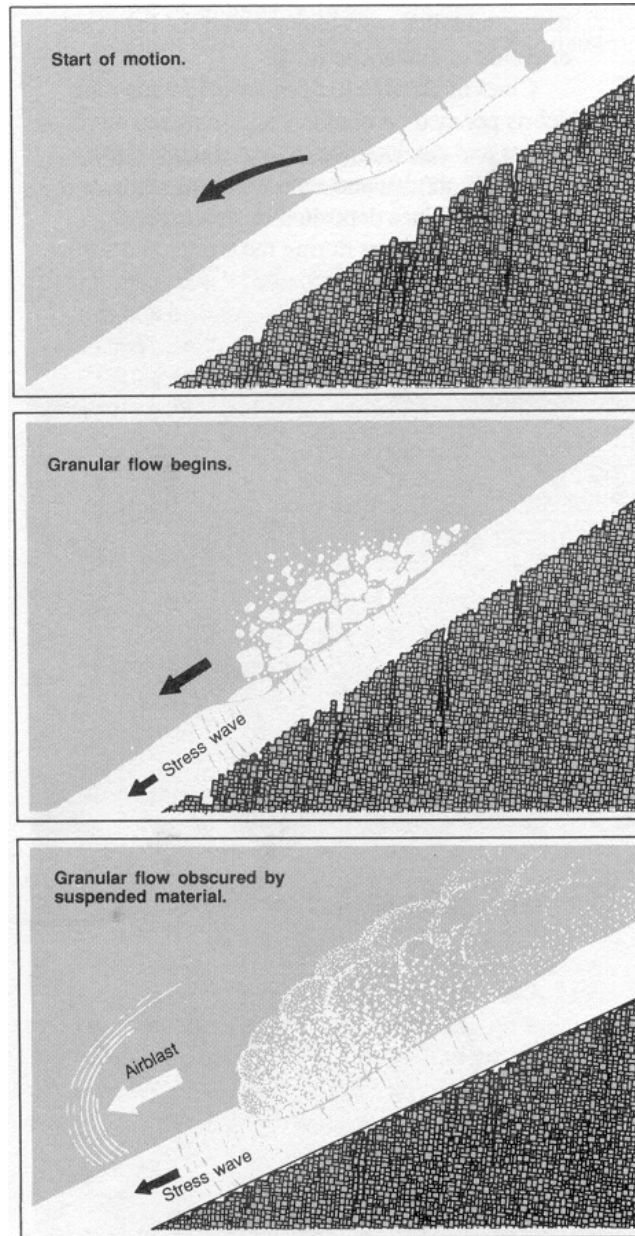 Start of motion.
Granular flow begins.
Stress wave
Granular flow obscured by
suspended material.
Airblast
Stress wave